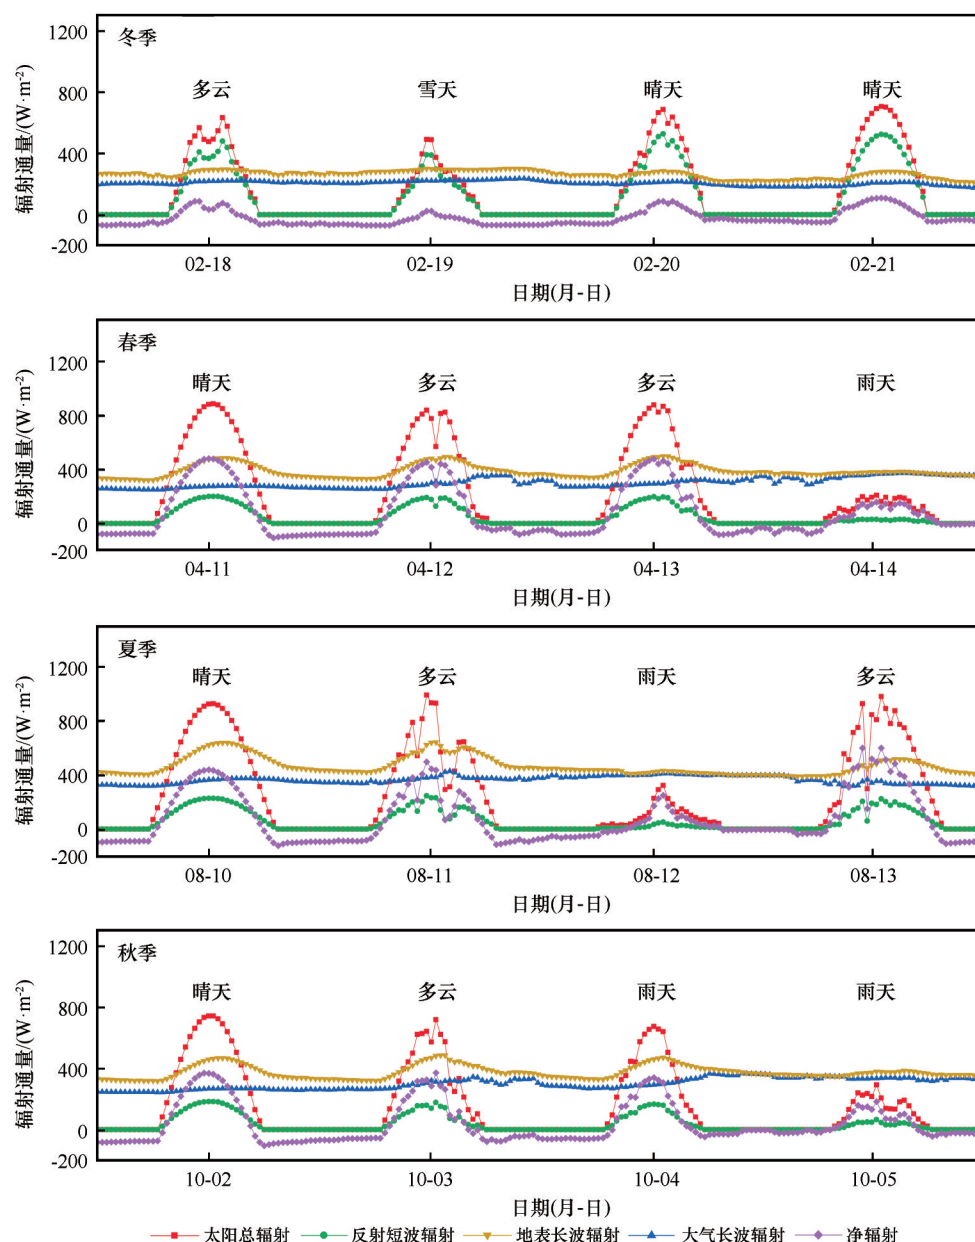 冬季
多云 雪天 晴天 晴天
1200
800
400
0
-200
辐射通量/(W·m⁻²)
02-18 02-19 02-20 02-21
日期(月-日)
春季
晴天 多云 多云 雨天
1200
800
400
0
-200
辐射通量/(W·m⁻²)
04-11 04-12 04-13 04-14
日期(月-日)
夏季
晴天 多云 雨天 多云
1200
800
400
0
-200
辐射通量/(W·m⁻²)
08-10 08-11 08-12 08-13
日期(月-日)
秋季
晴天 多云 雨天 雨天
1200
800
400
0
-200
辐射通量/(W·m⁻²)
10-02 10-03 10-04 10-05
日期(月-日)
太阳总辐射 反射短波辐射 地表长波辐射 大气长波辐射 净辐射